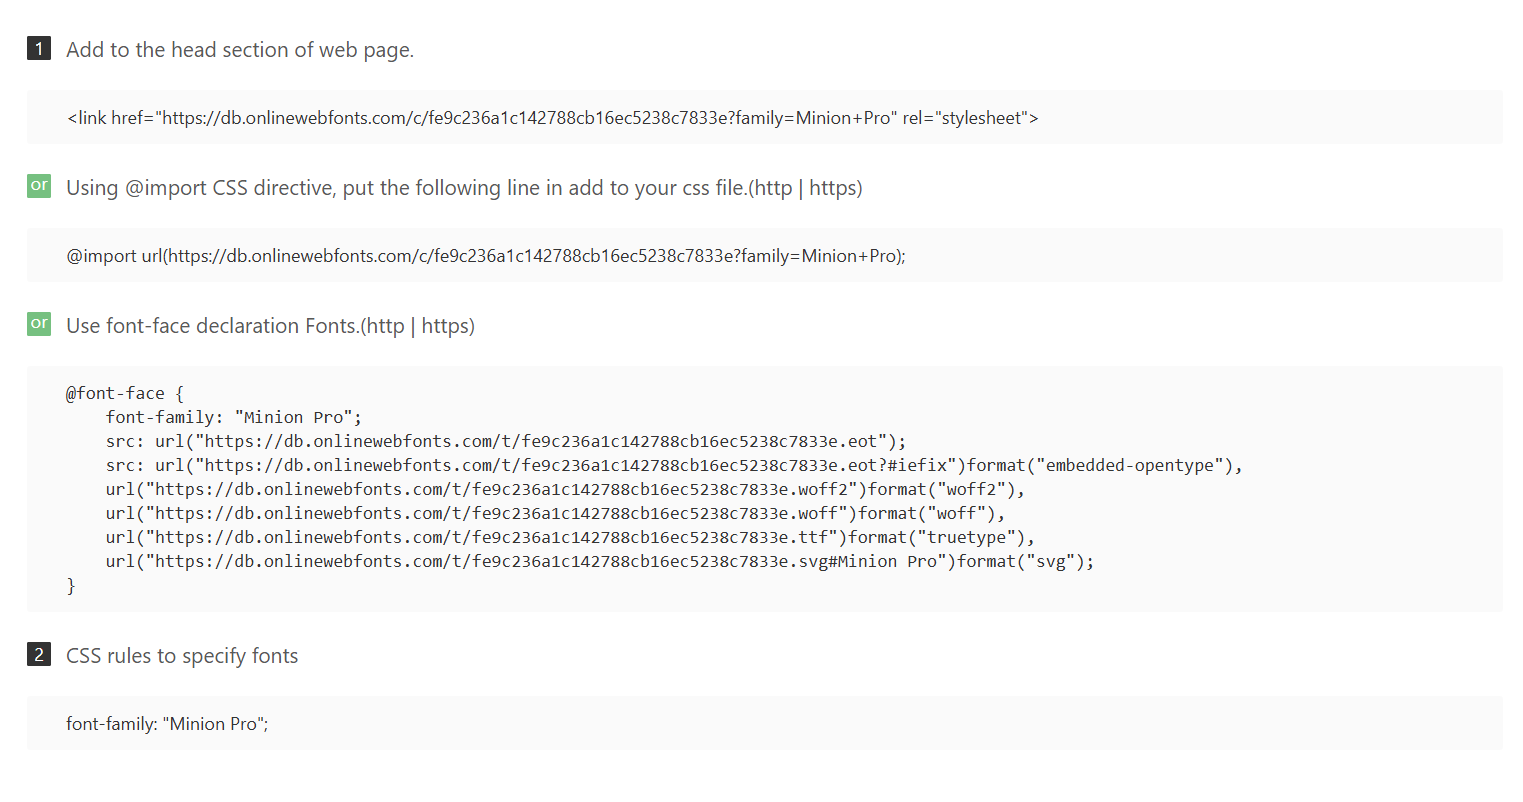 1 Add to the head section of web page.
<link href="https://db.onlinewebfonts.com/c/fe9c236a1c142788cb16ec5238c7833e?family=Minion+Pro" rel="stylesheet">
or Using @import CSS directive, put the following line in add to your css file.(http | https)
@import url(https://db.onlinewebfonts.com/c/fe9c236a1c142788cb16ec5238c7833e?family=Minion+Pro);
or Use font-face declaration Fonts.(http | https)
@font-face {
    font-family: "Minion Pro";
    src: url("https://db.onlinewebfonts.com/t/fe9c236a1c142788cb16ec5238c7833e.eot");
    src: url("https://db.onlinewebfonts.com/t/fe9c236a1c142788cb16ec5238c7833e.eot?#iefix")format("embedded-opentype"),
    url("https://db.onlinewebfonts.com/t/fe9c236a1c142788cb16ec5238c7833e.woff2")format("woff2"),
    url("https://db.onlinewebfonts.com/t/fe9c236a1c142788cb16ec5238c7833e.woff")format("woff"),
    url("https://db.onlinewebfonts.com/t/fe9c236a1c142788cb16ec5238c7833e.ttf")format("truetype"),
    url("https://db.onlinewebfonts.com/t/fe9c236a1c142788cb16ec5238c7833e.svg#Minion Pro")format("svg");
}
2 CSS rules to specify fonts
font-family: "Minion Pro";